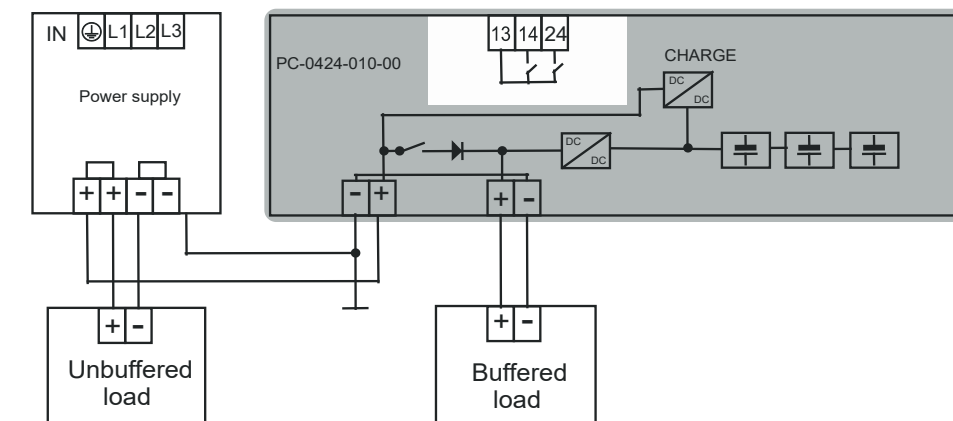 IN L1 L2 L3
Power supply
+ + - -
PC-0424-010-00
13 14 24
CHARGE
DC
DC
DC
DC
- +
+ -
+ -
Unbuffered
load
+ -
Buffered
load